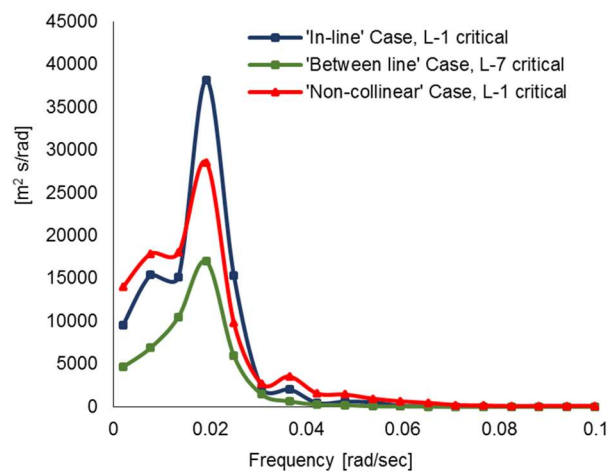 45000
40000
35000
30000
25000
20000
15000
10000
5000
0
[m² s/rad]
'In-line' Case, L-1 critical
'Between line' Case, L-7 critical
'Non-collinear' Case, L-1 critical
0 0.02 0.04 0.06 0.08 0.1
Frequency [rad/sec]